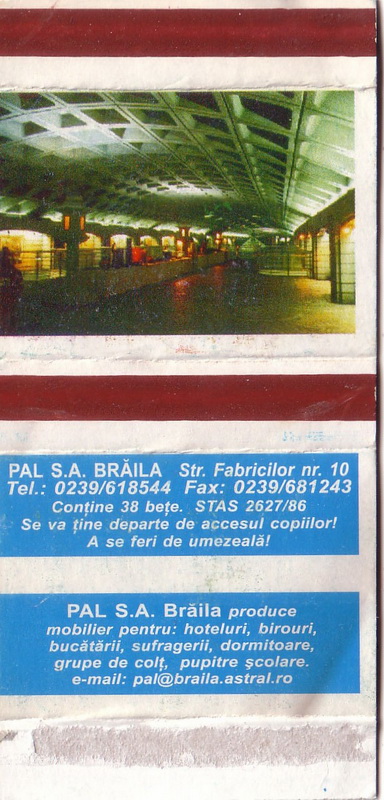 PAL S.A. BRĂILA Str. Fabricilor nr. 10
Tel.: 0239/618544 Fax: 0239/681243
Conține 38 bețe. STAS 2627/86
Se va ține departe de accesul copiilor!
A se feri de umezeală!
PAL S.A. Brăila produce
mobilier pentru: hoteluri, birouri,
bucătării, sufragerii, dormitoare,
grupe de colț, pupitre școlare.
e-mail: pal@braila.astral.ro